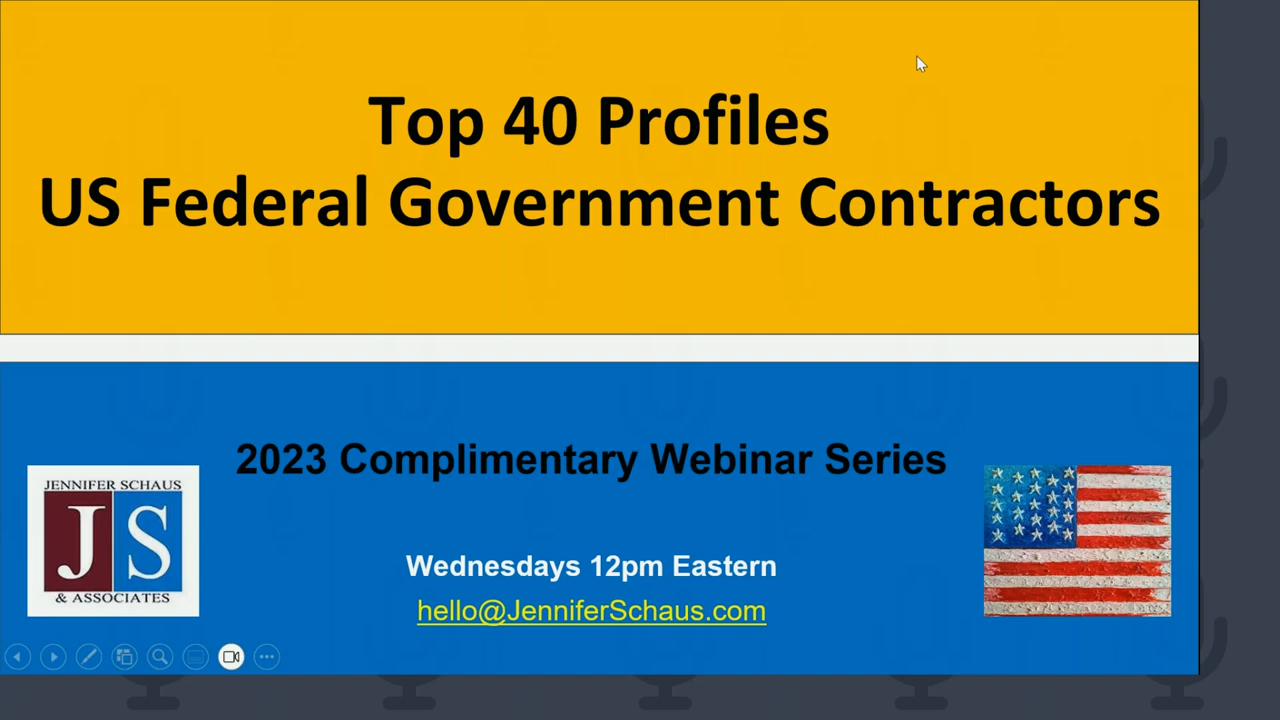 Top 40 Profiles
US Federal Government Contractors
2023 Complimentary Webinar Series
JENNIFER SCHAUS
JS
& ASSOCIATES
Wednesdays 12pm Eastern
hello@JenniferSchaus.com